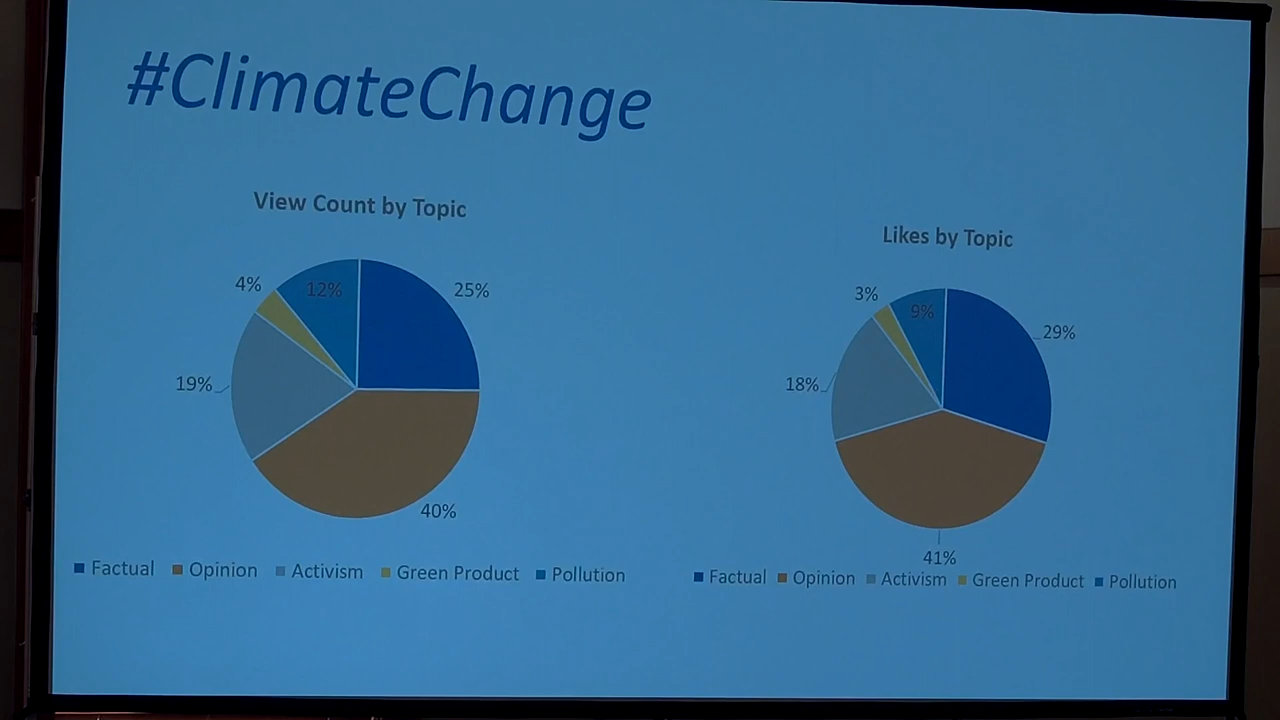 #ClimateChange
View Count by Topic
4%
12%
25%
19%
40%
Factual Opinion Activism Green Product Pollution
Likes by Topic
3%
9%
29%
18%
41%
Factual Opinion Activism Green Product Pollution